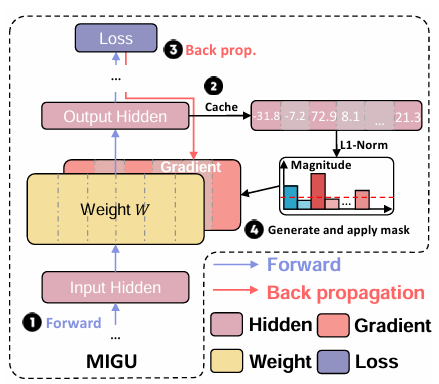 Loss
3 Back prop.
...
2
Cache
Output Hidden
-31.8 -7.2 72.9 8.1 ... 21.3
L1-Norm
Magnitude
...
Gradient
Weight W
4 Generate and apply mask
Input Hidden
1 Forward
...
MIGU
Forward
Back propagation
Hidden
Gradient
Weight
Loss